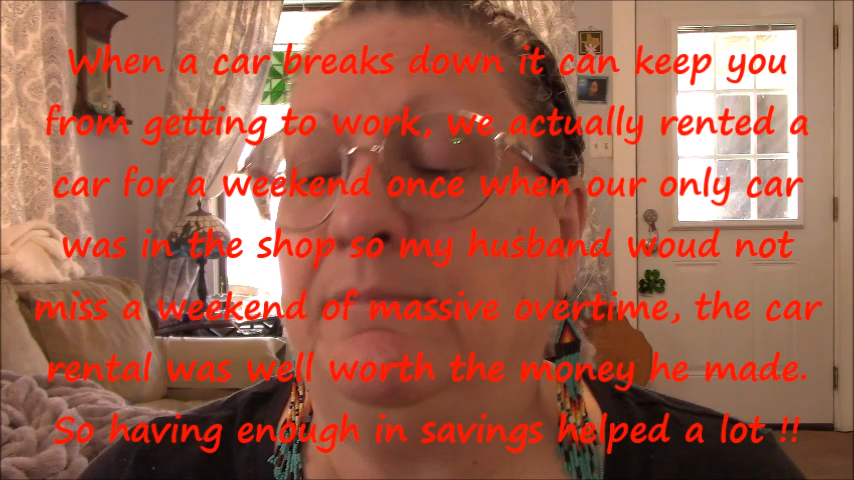 When a car breaks down it can keep you
from getting to work, we actually rented a
car for a weekend once when our only car
was in the shop so my husband woud not
miss a weekend of massive overtime, the car
rental was well worth the money he made.
So having enough in savings helped a lot !!